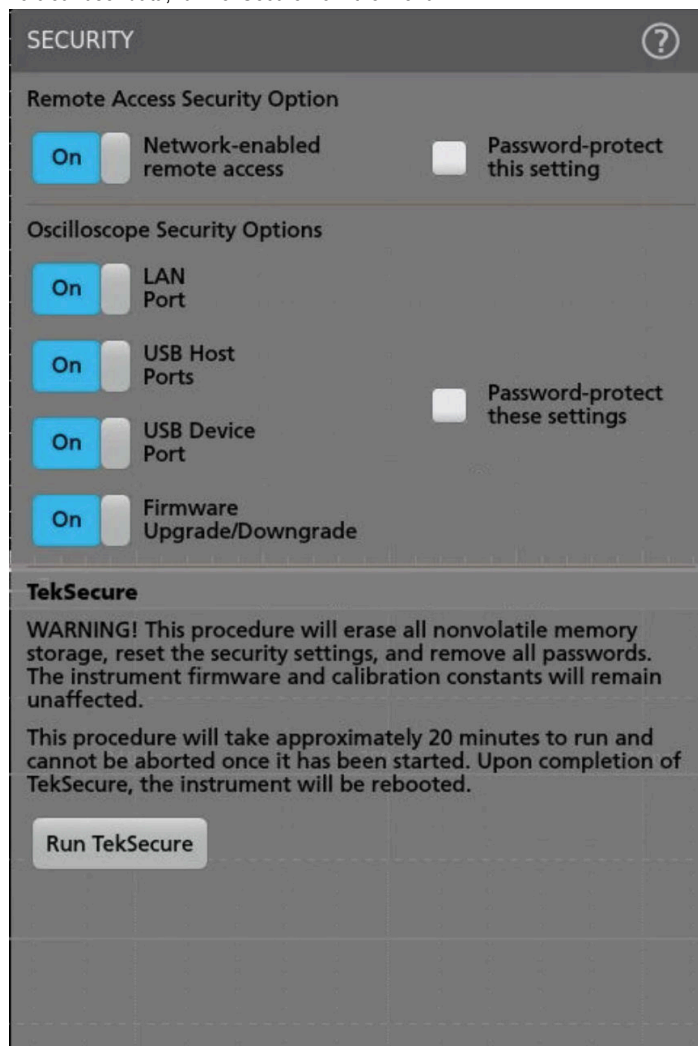 SECURITY
?
Remote Access Security Option
On
Network-enabled
remote access
Password-protect
this setting
Oscilloscope Security Options
On
LAN
Port
On
USB Host
Ports
On
USB Device
Port
Password-protect
these settings
On
Firmware
Upgrade/Downgrade
TekSecure
WARNING! This procedure will erase all nonvolatile memory
storage, reset the security settings, and remove all passwords.
The instrument firmware and calibration constants will remain
unaffected.
This procedure will take approximately 20 minutes to run and
cannot be aborted once it has been started. Upon completion of
TekSecure, the instrument will be rebooted.
Run TekSecure